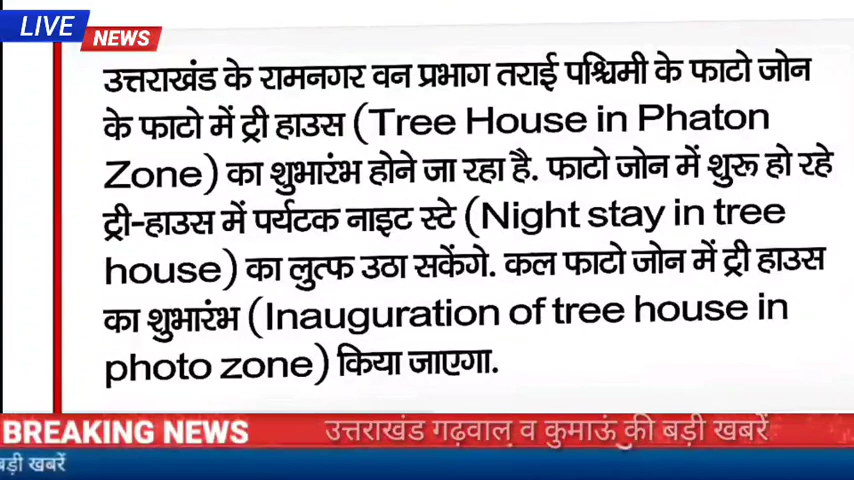 LIVE
NEWS
उत्तराखंड के रामनगर वन प्रभाग तराई पश्चिमी के फाटो जोन
के फाटो में ट्री हाउस (Tree House in Phaton
Zone) का शुभारंभ होने जा रहा है. फाटो जोन में शुरू हो रहे
ट्री-हाउस में पर्यटक नाइट स्टे (Night stay in tree
house) का लुत्फ उठा सकेंगे. कल फाटो जोन में ट्री हाउस
का शुभारंभ (Inauguration of tree house in
photo zone) किया जाएगा.
BREAKING NEWS
उत्तराखंड गढ़वाल व कुमाऊं की बड़ी खबरें
बड़ी खबरें